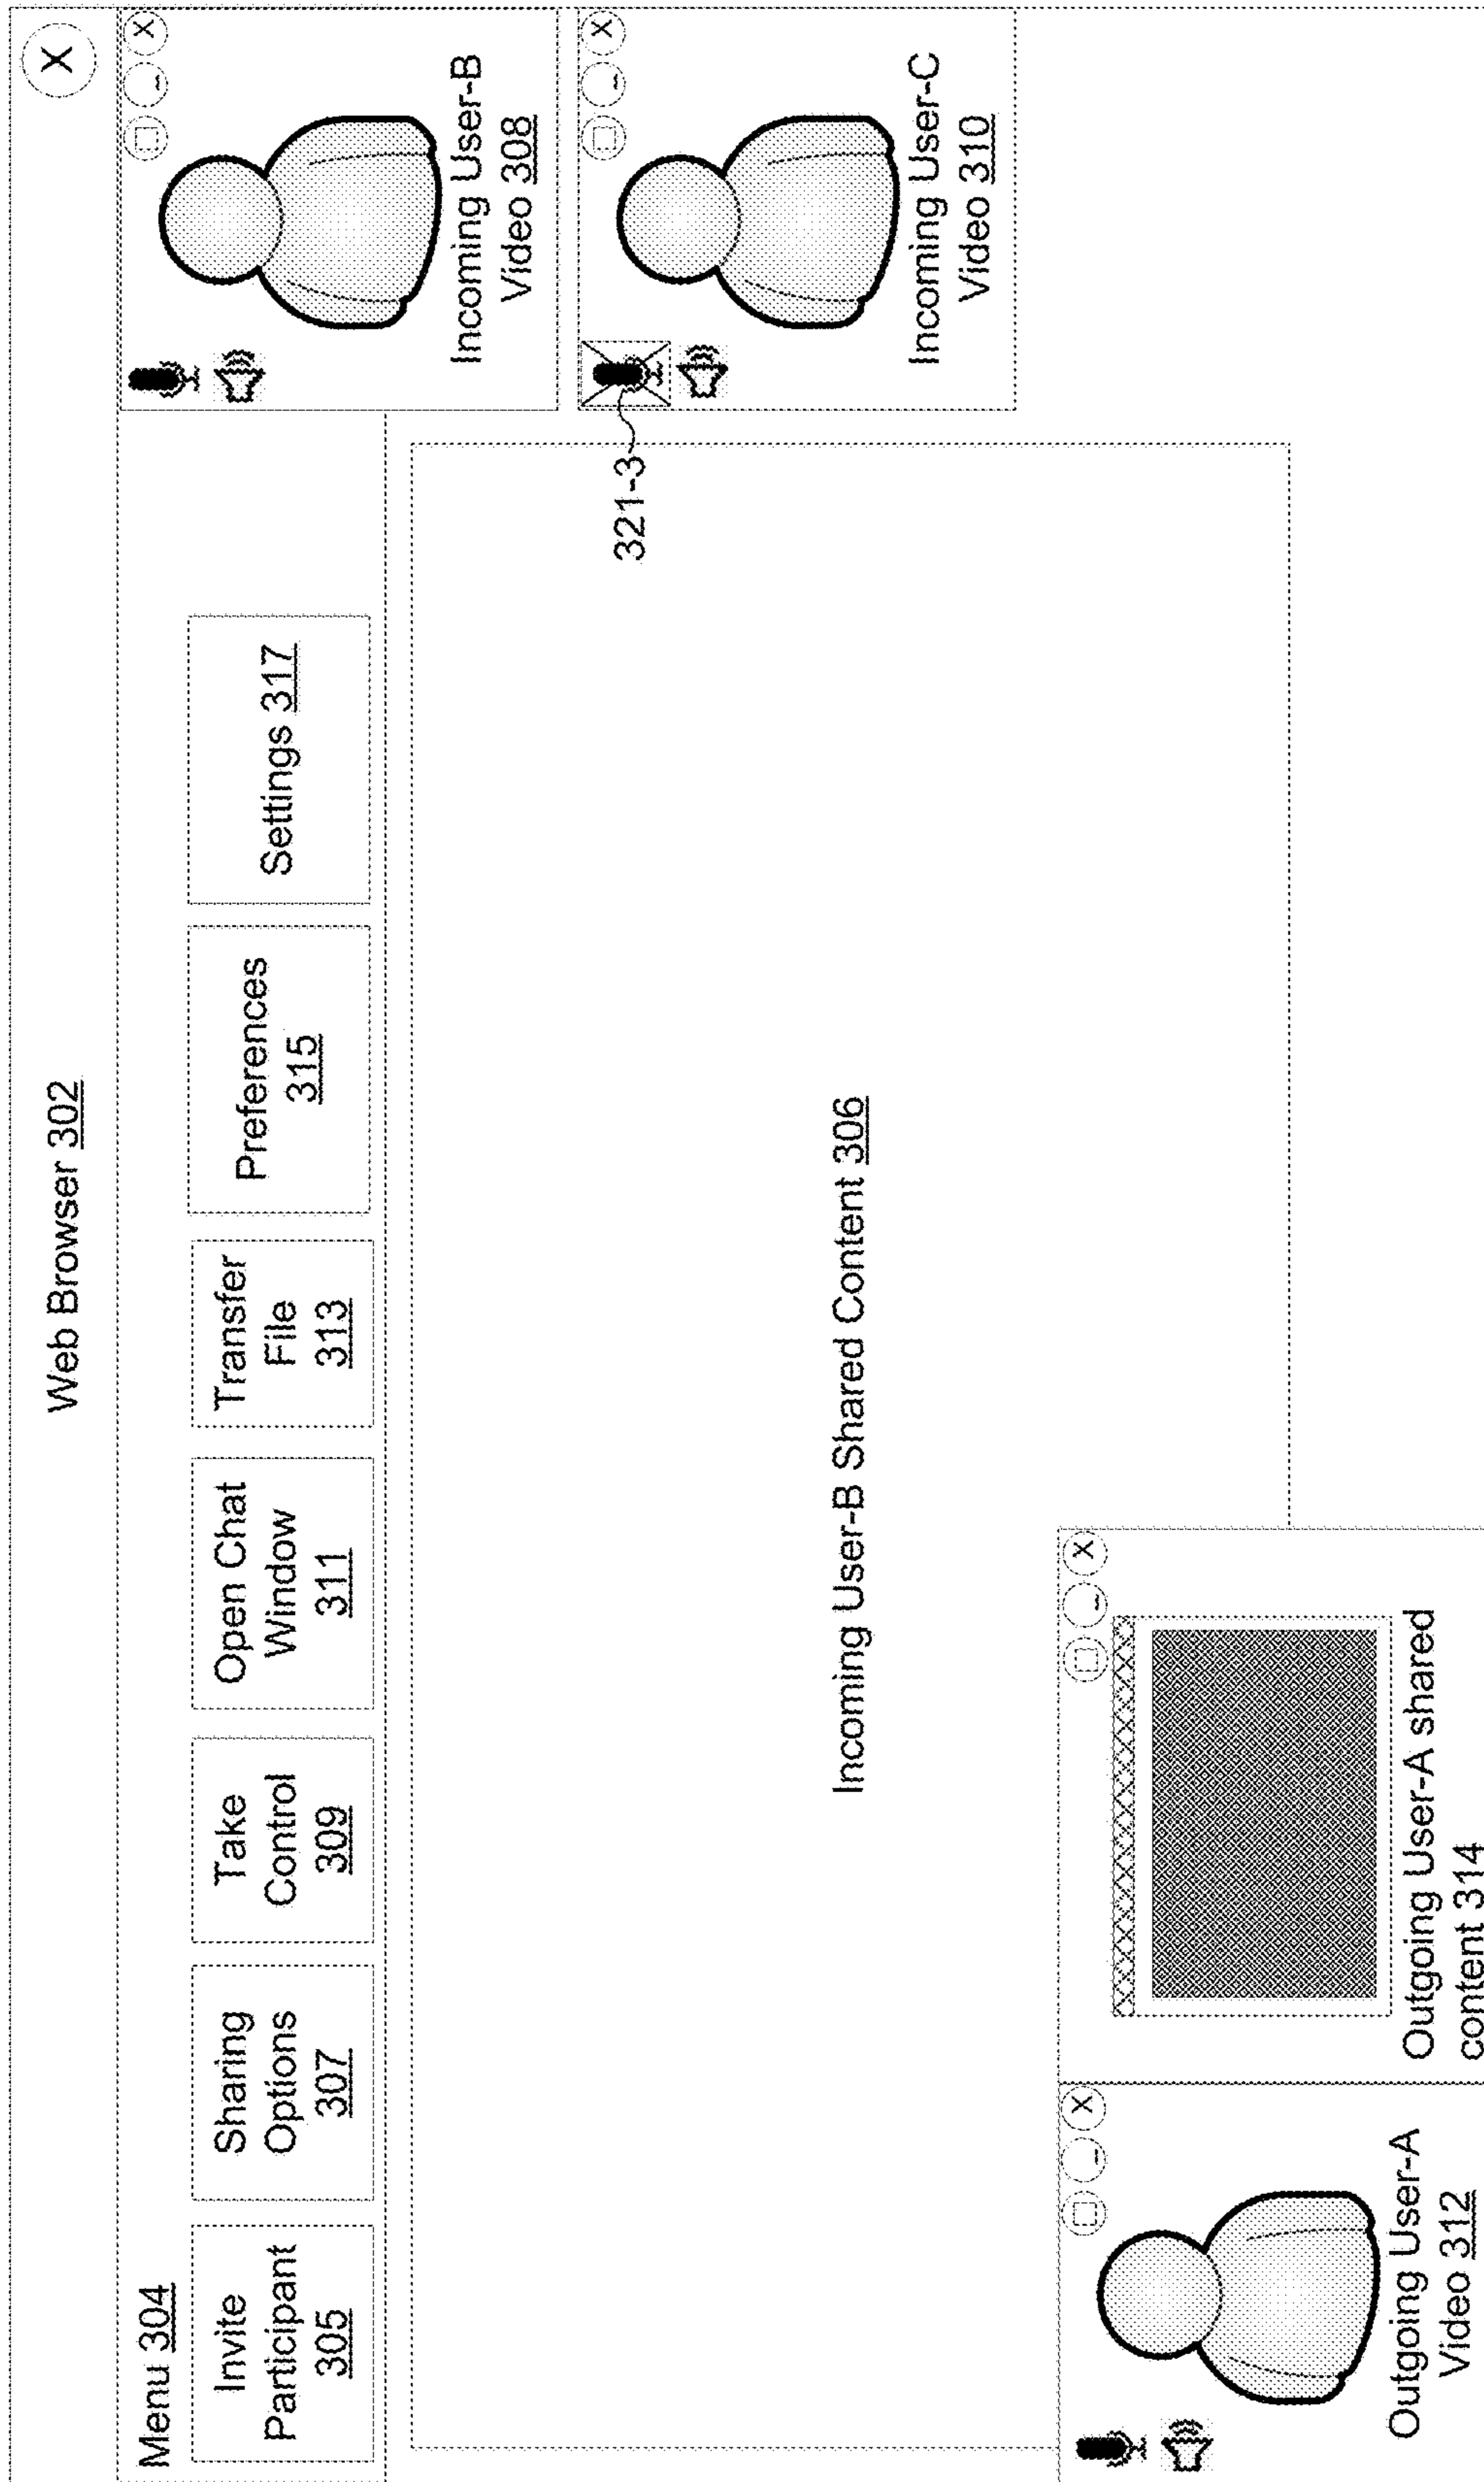 Web Browser 302
X
Menu 304
Invite
Participant
305
Sharing
Options
307
Take
Control
309
Open Chat
Window
311
Transfer
File
313
Preferences
315
Settings 317
X
Incoming User-B
Video 308
X
321-3
Incoming User-C
Video 310
Incoming User-B Shared Content 306
X
Outgoing User-A
Video 312
X
Outgoing User-A shared
content 314